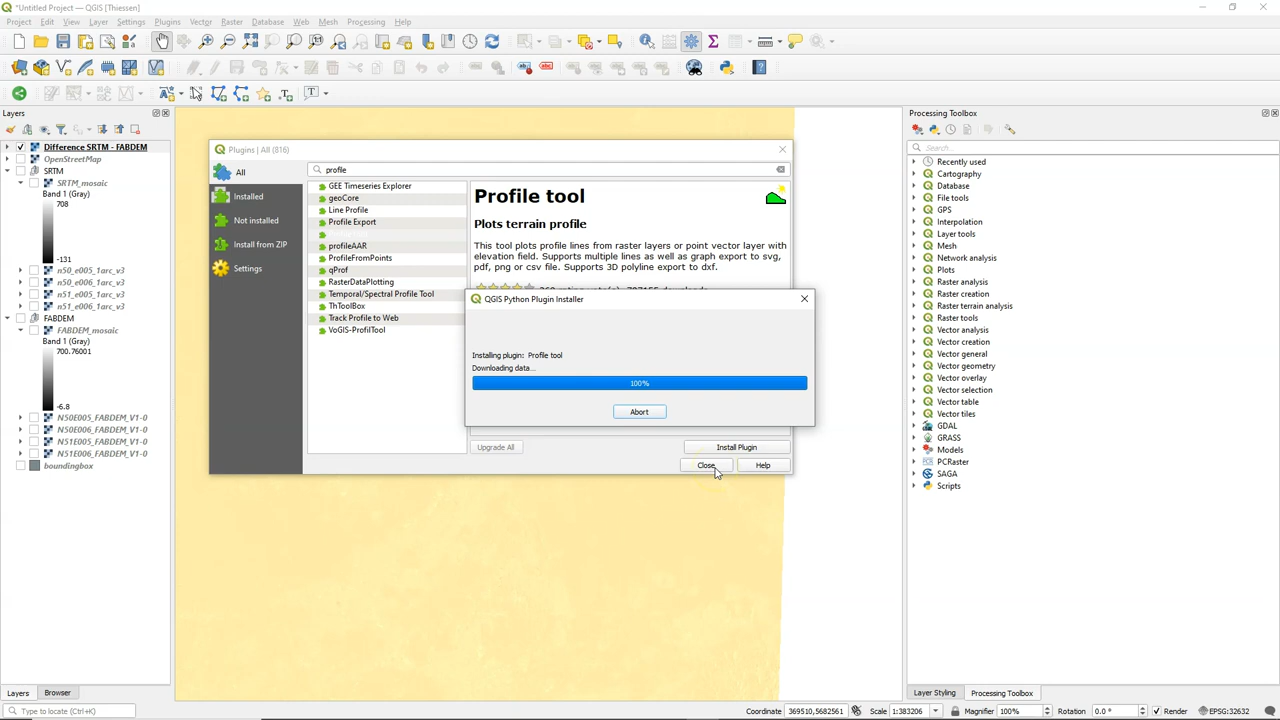 *Untitled Project — QGIS [Thiessen]
Project Edit View Layer Settings Plugins Vector Raster Database Web Mesh Processing Help
Layers
Difference SRTM - FABDEM
OpenStreetMap
SRTM
SRTM_mosaic
Band 1 (Gray)
708
-131
n50_e005_1arc_v3
n50_e006_1arc_v3
n51_e005_1arc_v3
n51_e006_1arc_v3
FABDEM
FABDEM_mosaic
Band 1 (Gray)
700.76001
-6.8
N50E005_FABDEM_V1-0
N50E006_FABDEM_V1-0
N51E005_FABDEM_V1-0
N51E006_FABDEM_V1-0
boundingbox
Plugins | All (816)
All
Installed
Not installed
Install from ZIP
Settings
profile
GEE Timeseries Explorer
geoCore
Line Profile
Profile Export
profileAAR
ProfileFromPoints
qProf
RasterDataPlotting
Temporal/Spectral Profile Tool
ThToolBox
Track Profile to Web
VoGIS-ProfilTool
Profile tool
Plots terrain profile
This tool plots profile lines from raster layers or point vector layer with
elevation field. Supports multiple lines as well as graph export to svg,
pdf, png or csv file. Supports 3D polyline export to dxf.
QGIS Python Plugin Installer
Installing plugin: Profile tool
Downloading data...
100%
Abort
Upgrade All
Install Plugin
Close
Help
Processing Toolbox
Search...
Recently used
Cartography
Database
File tools
GPS
Interpolation
Layer tools
Mesh
Network analysis
Plots
Raster analysis
Raster creation
Raster terrain analysis
Raster tools
Vector analysis
Vector creation
Vector general
Vector geometry
Vector overlay
Vector selection
Vector table
Vector tiles
GDAL
GRASS
Models
PCRaster
SAGA
Scripts
Layers Browser
Layer Styling Processing Toolbox
Type to locate (Ctrl+K)
Coordinate 369510,5682561 Scale 1:383206 Magnifier 100% Rotation 0.0 ° Render EPSG:32632